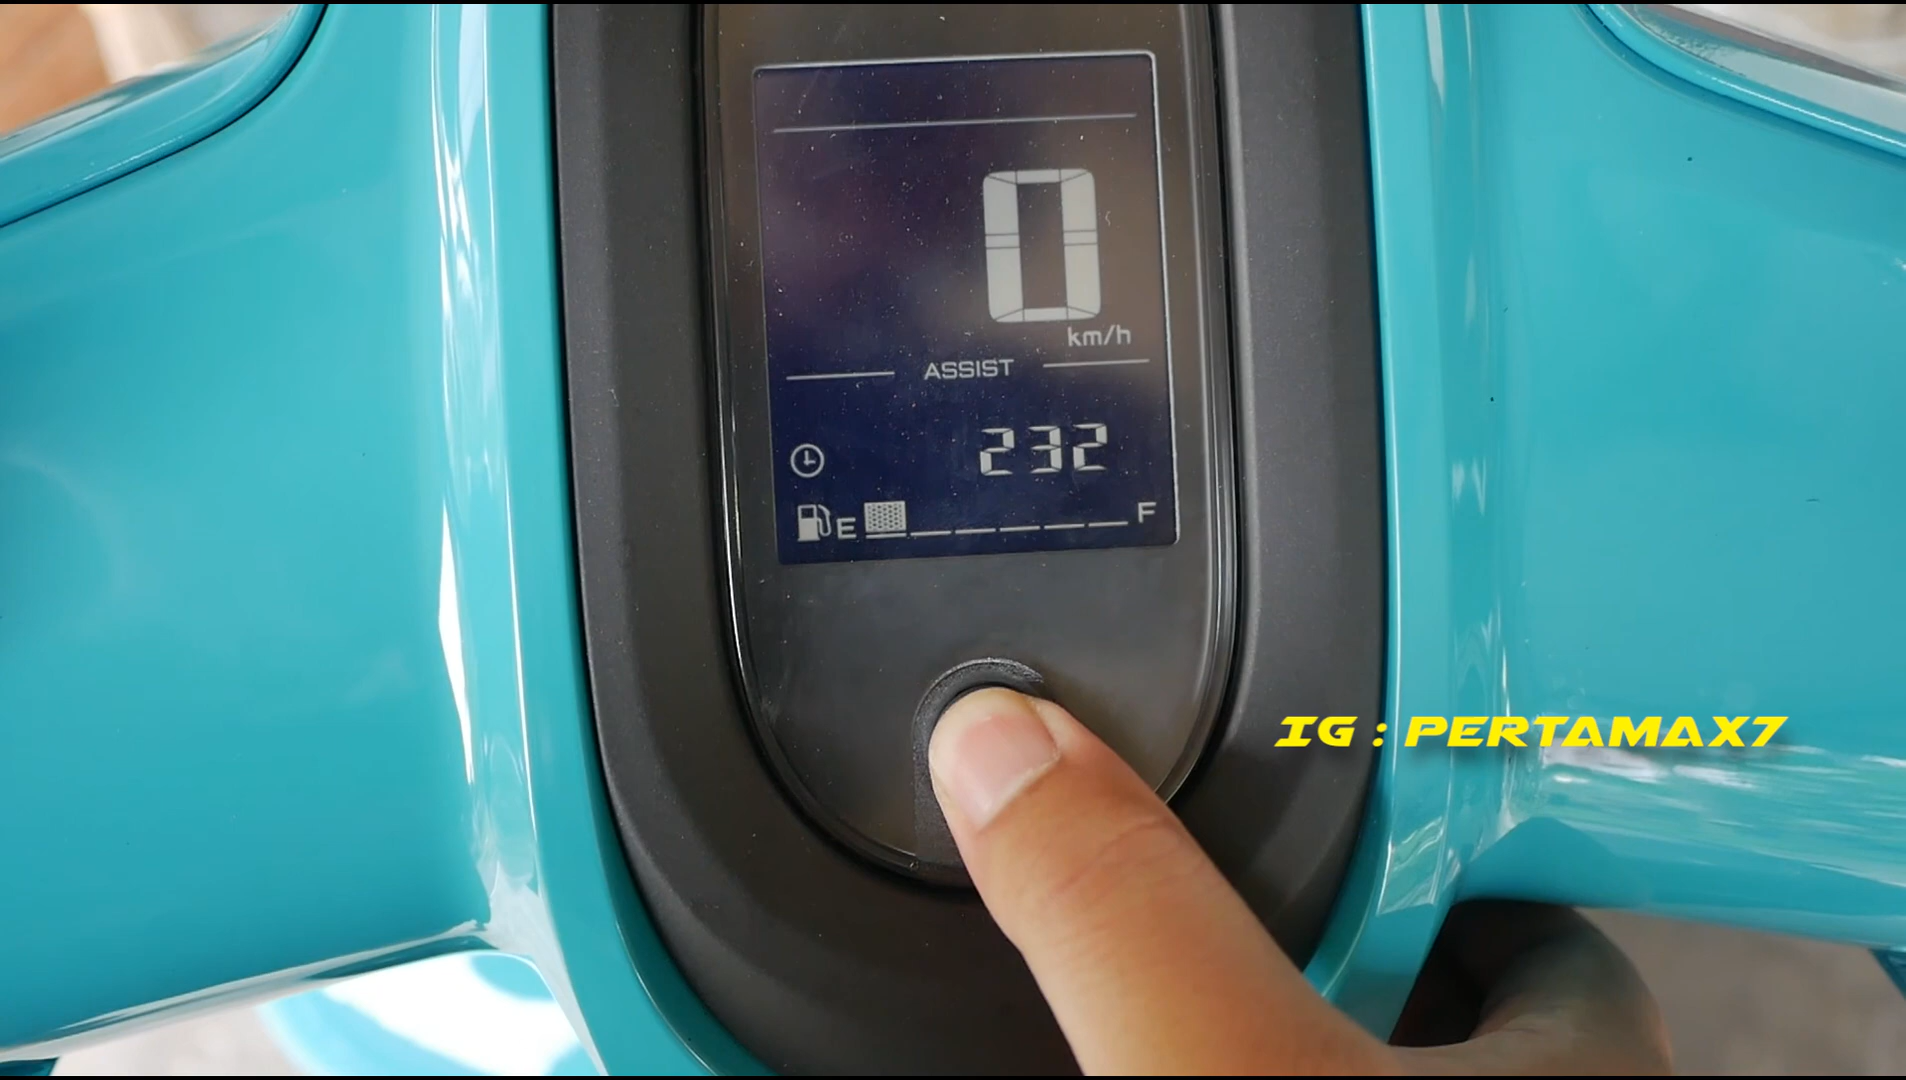 0
km/h
ASSIST
232
E F
IG : PERTAMAX7